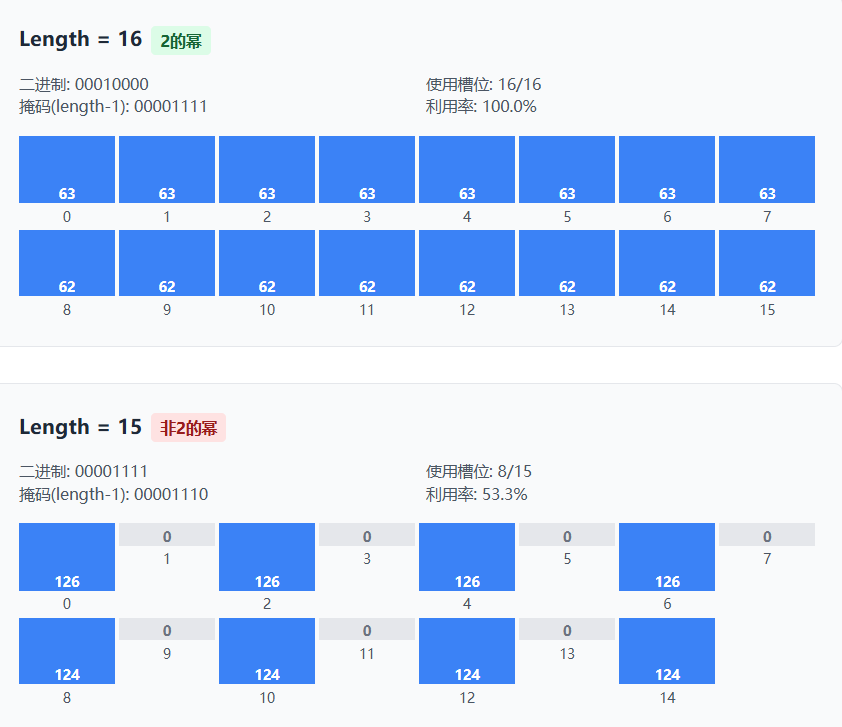 Length = 16 2的幂
二进制: 00010000 使用槽位: 16/16
掩码(length-1): 00001111 利用率: 100.0%
63 63 63 63 63 63 63 63
0 1 2 3 4 5 6 7
62 62 62 62 62 62 62 62
8 9 10 11 12 13 14 15
Length = 15 非2的幂
二进制: 00001111 使用槽位: 8/15
掩码(length-1): 00001110 利用率: 53.3%
126 0 126 0 126 0 126 0
0 1 2 3 4 5 6 7
124 0 124 0 124 0 124
8 9 10 11 12 13 14